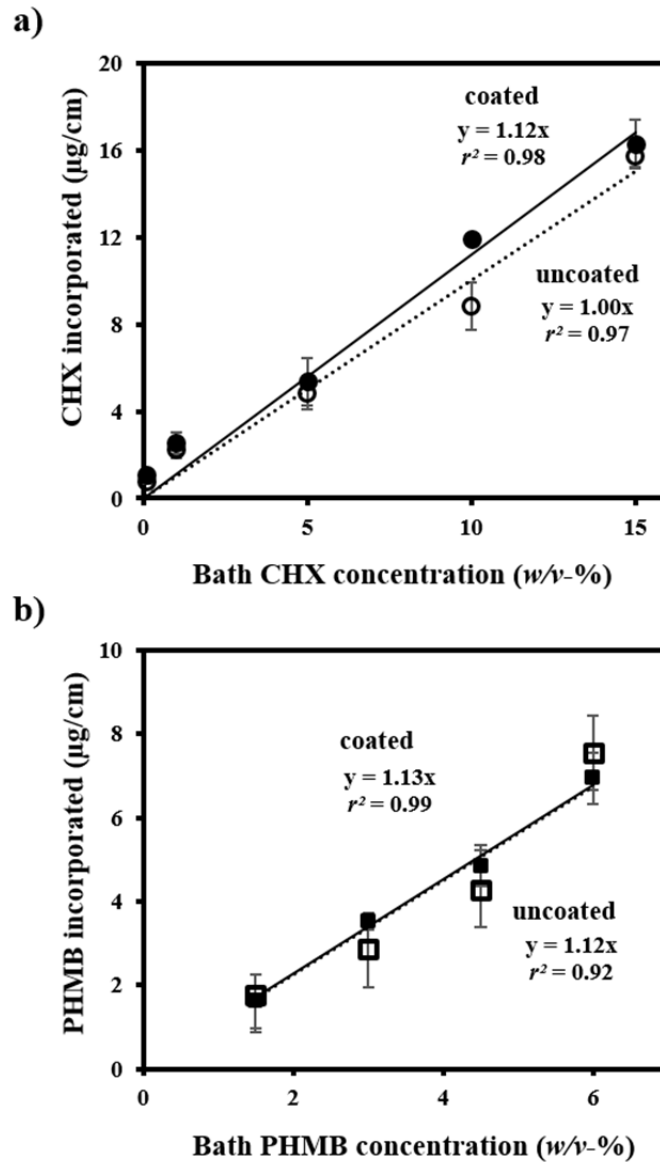 a)
20
16
12
8
4
0
CHX incorporated (µg/cm)
coated
y = 1.12x
r² = 0.98
uncoated
y = 1.00x
r² = 0.97
0 5 10 15
Bath CHX concentration (w/v-%)
b)
10
8
6
4
2
0
PHMB incorporated (µg/cm)
coated
y = 1.13x
r² = 0.99
uncoated
y = 1.12x
r² = 0.92
0 2 4 6
Bath PHMB concentration (w/v-%)